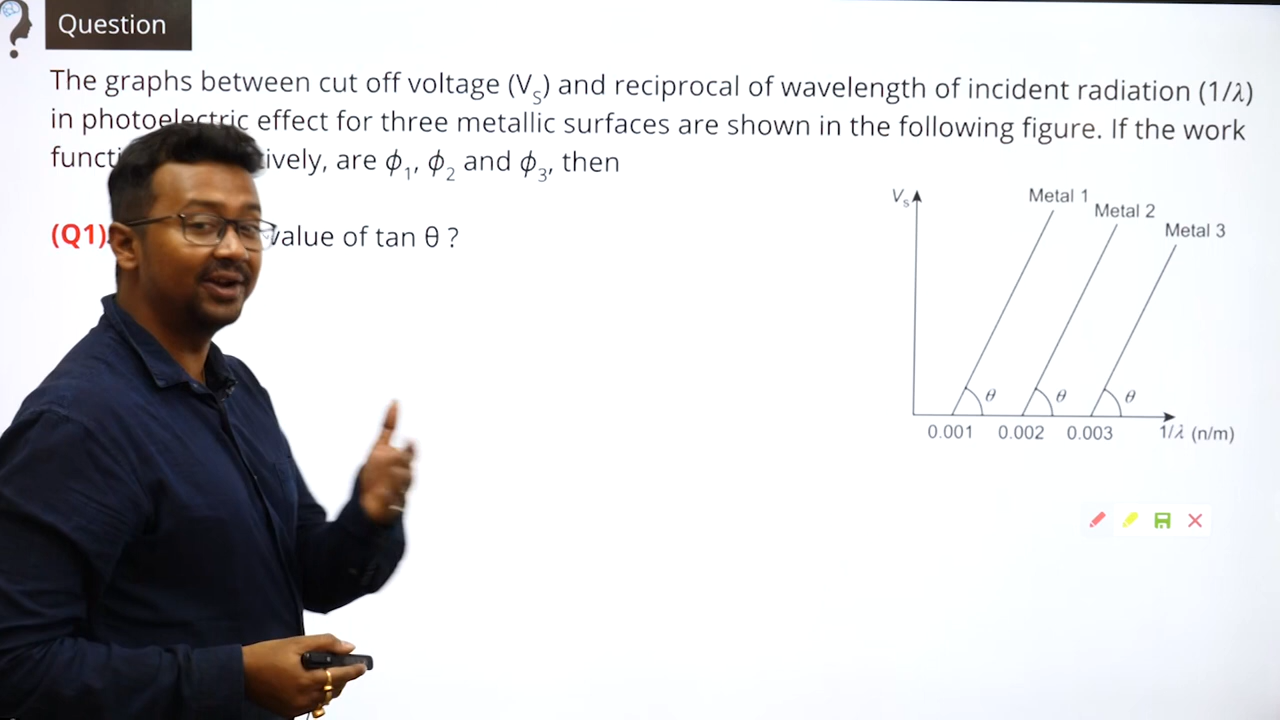 Question
The graphs between cut off voltage (Vₛ) and reciprocal of wavelength of incident radiation (1/λ)
in photoelectric effect for three metallic surfaces are shown in the following figure. If the work
are ϕ₁, ϕ₂ and ϕ₃, then
(Q1) value of tan θ ?
Vₛ
Metal 1
Metal 2
Metal 3
θ
θ
θ
0.001 0.002 0.003 1/λ (n/m)